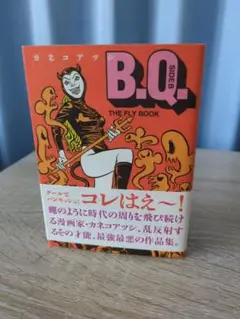 カネコアツシ
B.Q.
SIDE B
THE FLY BOOK
クールで
パンキッシュ!
コレはえ〜!
蠅のように時代の周りを飛び続け
る漫画家・カネコアツシ、乱反射す
るその才能。最強最悪の作品集。